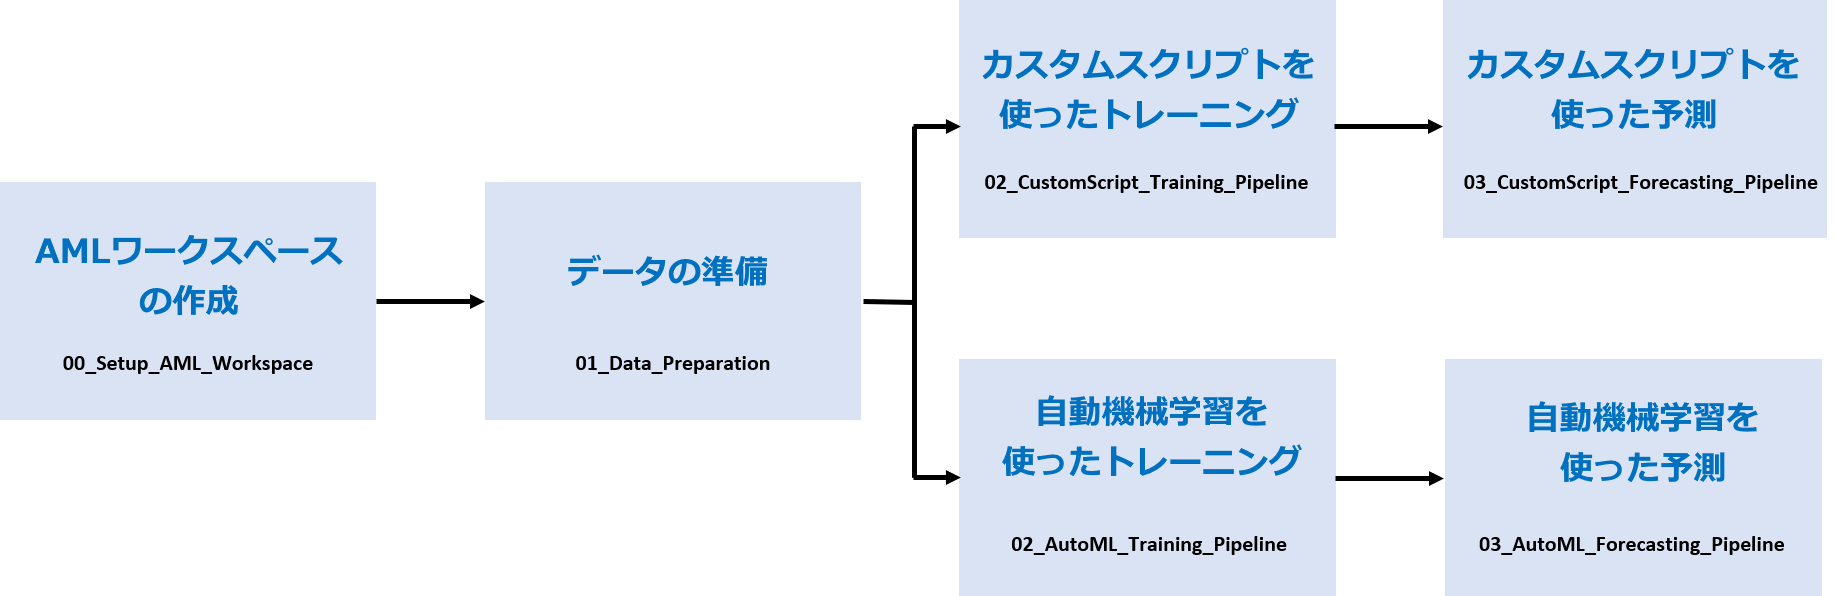 AMLワークスペース
の作成
00_Setup_AML_Workspace
データの準備
01_Data_Preparation
カスタムスクリプトを
使ったトレーニング
02_CustomScript_Training_Pipeline
カスタムスクリプトを
使った予測
03_CustomScript_Forecasting_Pipeline
自動機械学習を
使ったトレーニング
02_AutoML_Training_Pipeline
自動機械学習を
使った予測
03_AutoML_Forecasting_Pipeline